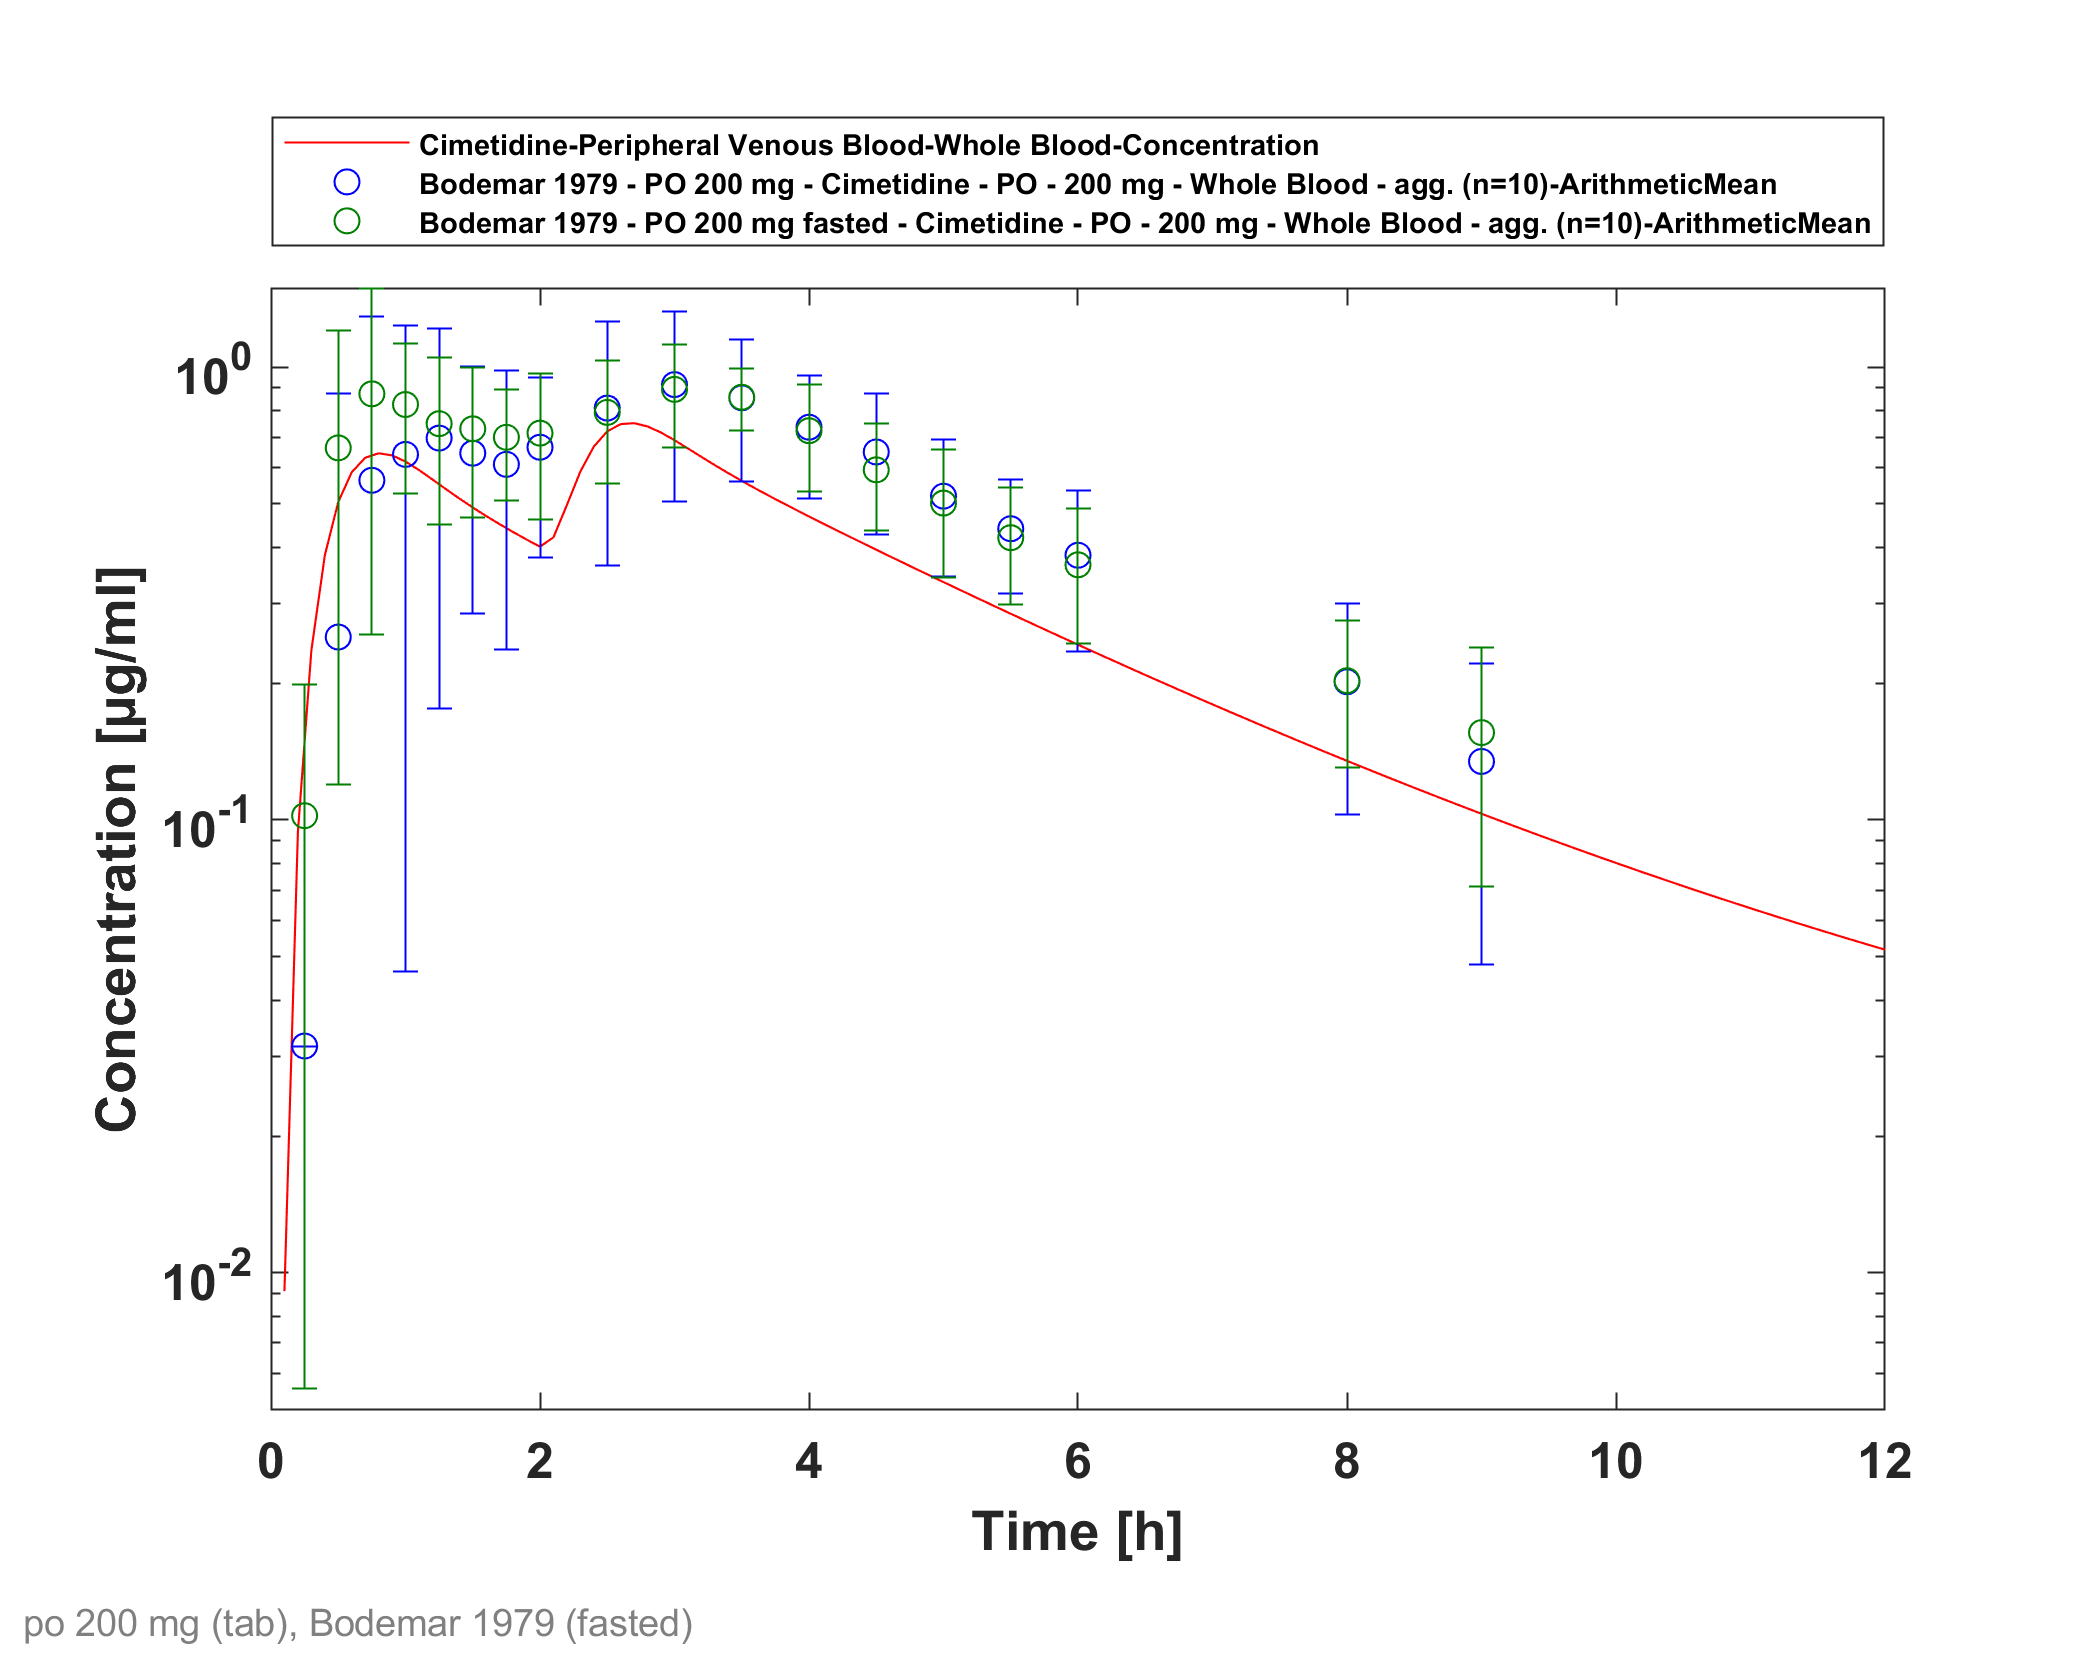 Cimetidine-Peripheral Venous Blood-Whole Blood-Concentration
Bodemar 1979 - PO 200 mg - Cimetidine - PO - 200 mg - Whole Blood - agg. (n=10)-ArithmeticMean
Bodemar 1979 - PO 200 mg fasted - Cimetidine - PO - 200 mg - Whole Blood - agg. (n=10)-ArithmeticMean
10^0
10^-1
10^-2
Concentration [µg/ml]
0 2 4 6 8 10 12
Time [h]
po 200 mg (tab), Bodemar 1979 (fasted)